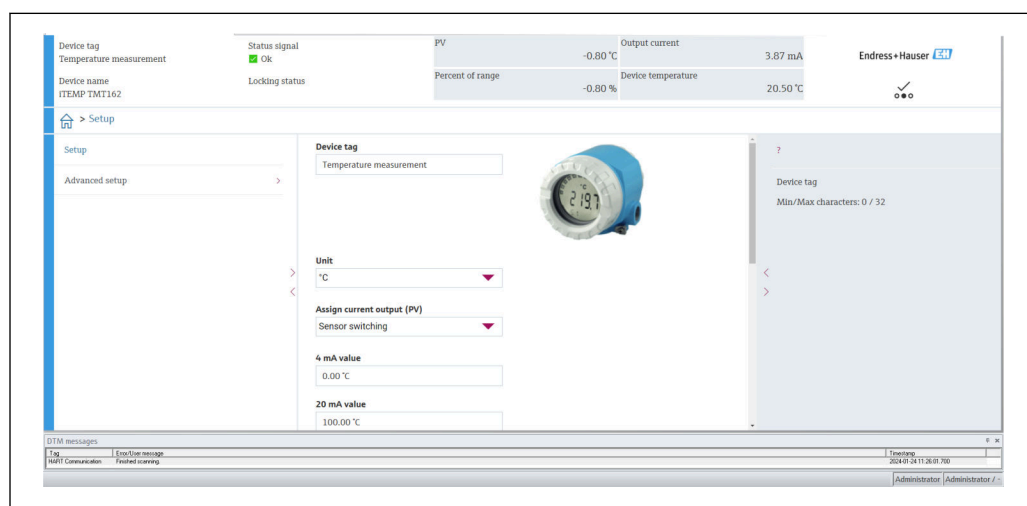 Device tag
Temperature measurement
Status signal
Ok
PV
-0.80 °C
Output current
3.87 mA
Endress+Hauser EH
Device name
iTEMP TMT162
Locking status
Percent of range
-0.80 %
Device temperature
20.50 °C
> Setup
Setup
Advanced setup >
Device tag
Temperature measurement
°C
219.7
Unit
°C
Assign current output (PV)
Sensor switching
4 mA value
0.00 °C
20 mA value
100.00 °C
?
Device tag
Min/Max characters: 0 / 32
DTM messages
Tag Error/User message Timestamp
HART Communication Finished scanning. 2024-01-24 11:26:01.700
Administrator Administrator / -